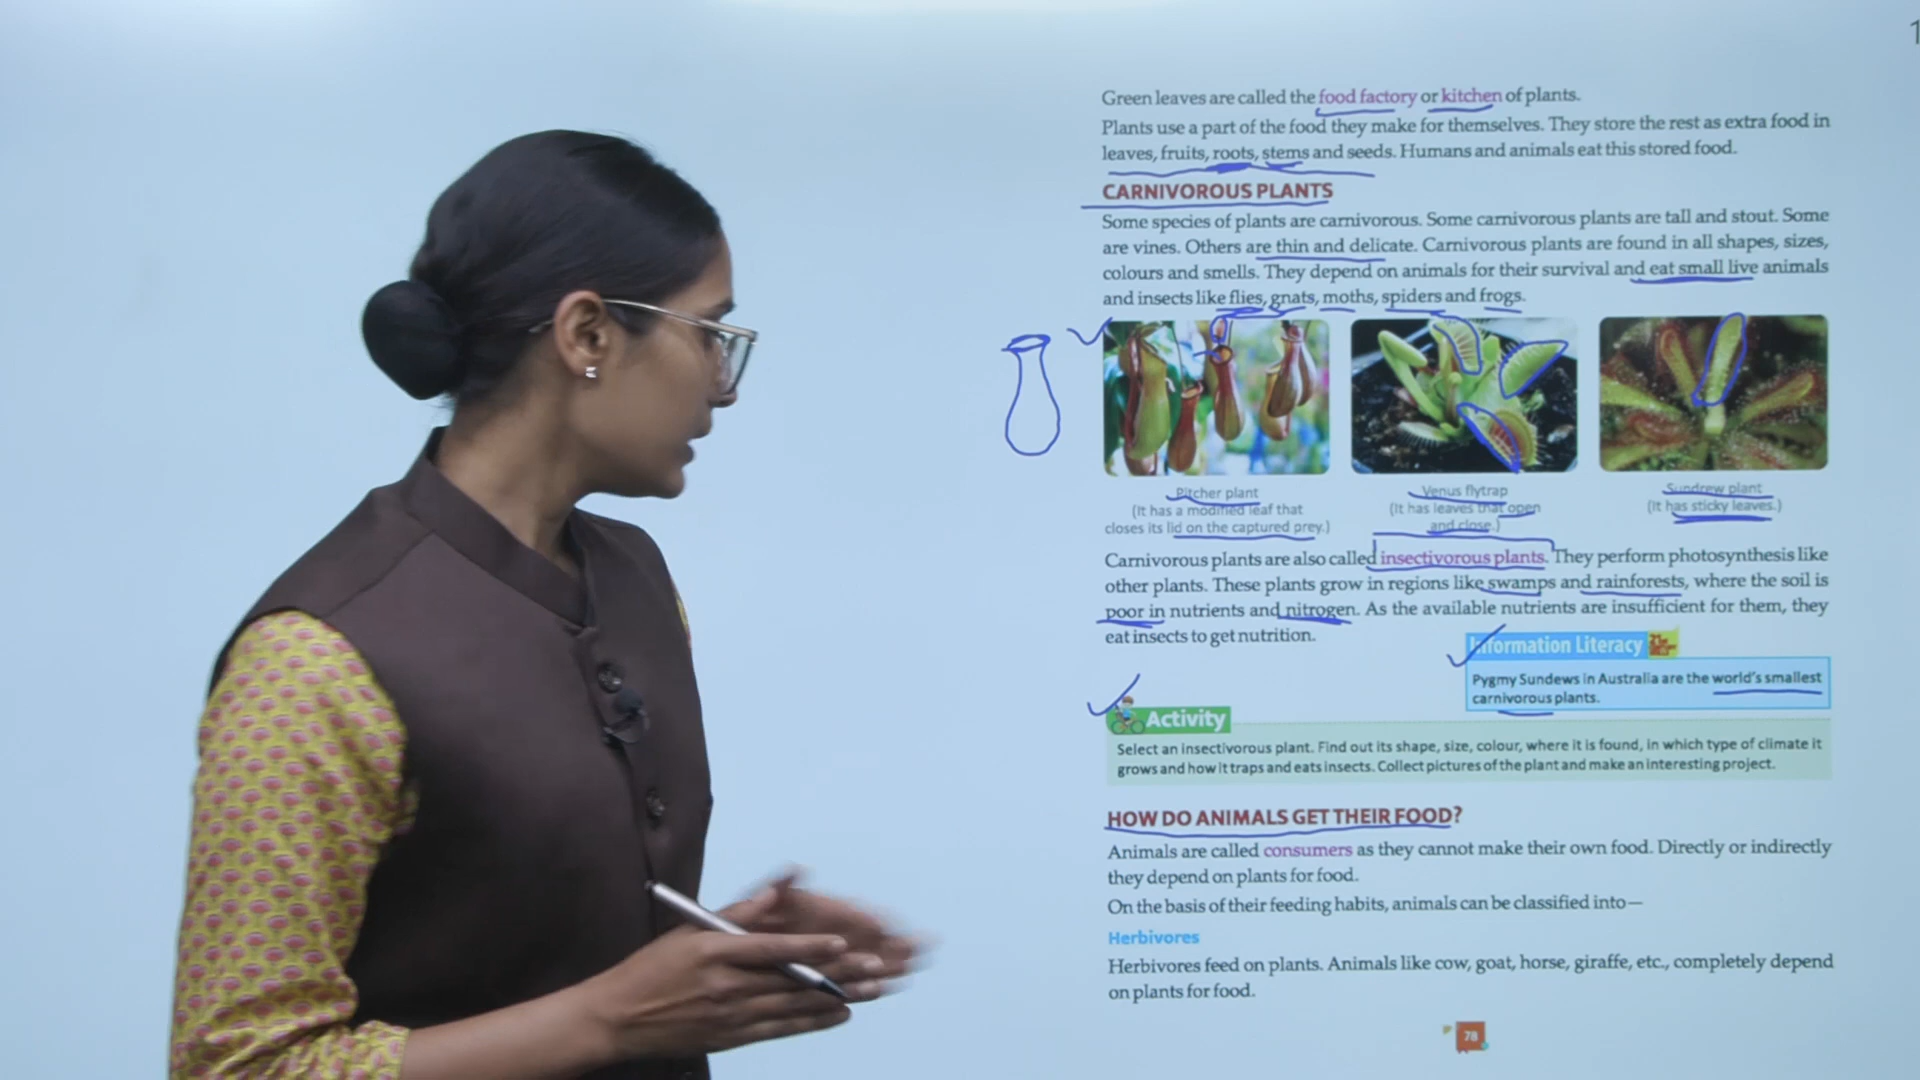 1
Green leaves are called the food factory or kitchen of plants.
Plants use a part of the food they make for themselves. They store the rest as extra food in
leaves, fruits, roots, stems and seeds. Humans and animals eat this stored food.
CARNIVOROUS PLANTS
Some species of plants are carnivorous. Some carnivorous plants are tall and stout. Some
are vines. Others are thin and delicate. Carnivorous plants are found in all shapes, sizes,
colours and smells. They depend on animals for their survival and eat small live animals
and insects like flies, gnats, moths, spiders and frogs.
Pitcher plant
(It has a modified leaf that
closes its lid on the captured prey.)
Venus flytrap
(It has leaves that open
and close.)
Sundrew plant
(It has sticky leaves.)
Carnivorous plants are also called insectivorous plants. They perform photosynthesis like
other plants. These plants grow in regions like swamps and rainforests, where the soil is
poor in nutrients and nitrogen. As the available nutrients are insufficient for them, they
eat insects to get nutrition.
Information Literacy
Pygmy Sundews in Australia are the world's smallest
carnivorous plants.
Activity
Select an insectivorous plant. Find out its shape, size, colour, where it is found, in which type of climate it
grows and how it traps and eats insects. Collect pictures of the plant and make an interesting project.
HOW DO ANIMALS GET THEIR FOOD?
Animals are called consumers as they cannot make their own food. Directly or indirectly
they depend on plants for food.
On the basis of their feeding habits, animals can be classified into—
Herbivores
Herbivores feed on plants. Animals like cow, goat, horse, giraffe, etc., completely depend
on plants for food.
78